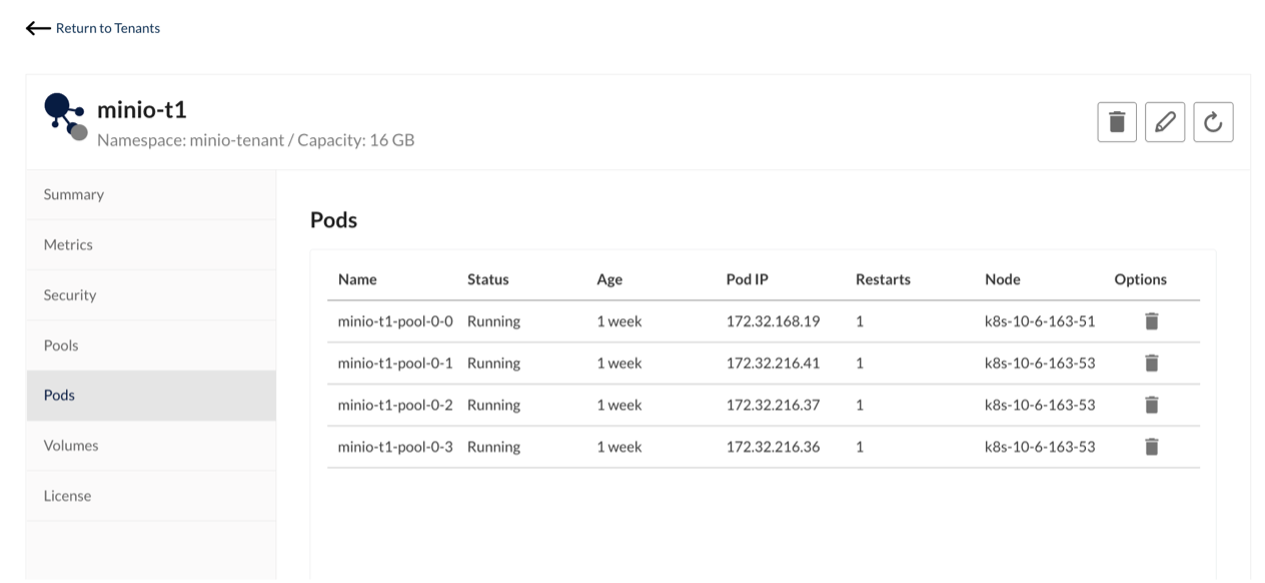 Return to Tenants
minio-t1
Namespace: minio-tenant / Capacity: 16 GB
Summary
Metrics
Security
Pools
Pods
Volumes
License
Pods
Name Status Age Pod IP Restarts Node Options
minio-t1-pool-0-0 Running 1 week 172.32.168.19 1 k8s-10-6-163-51
minio-t1-pool-0-1 Running 1 week 172.32.216.41 1 k8s-10-6-163-53
minio-t1-pool-0-2 Running 1 week 172.32.216.37 1 k8s-10-6-163-53
minio-t1-pool-0-3 Running 1 week 172.32.216.36 1 k8s-10-6-163-53